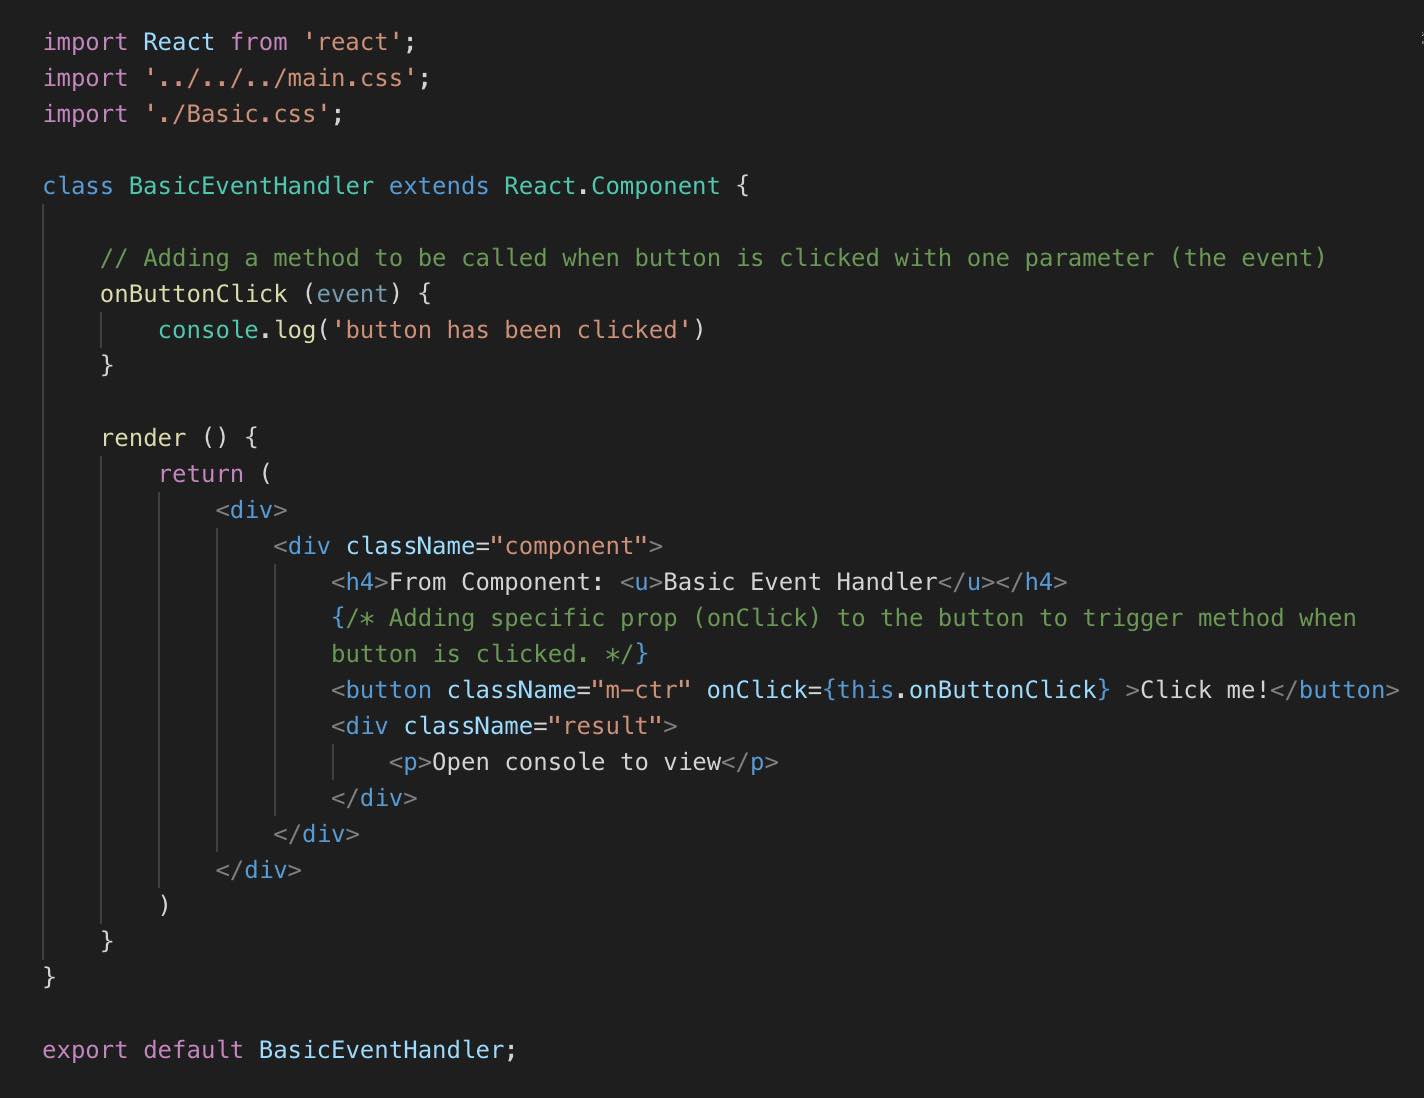 import React from 'react';
import '../../../main.css';
import './Basic.css';
class BasicEventHandler extends React.Component {
// Adding a method to be called when button is clicked with one parameter (the event)
onButtonClick (event) {
console.log('button has been clicked')
}
render () {
return (
<div>
<div className="component">
<h4>From Component: <u>Basic Event Handler</u></h4>
{/* Adding specific prop (onClick) to the button to trigger method when
button is clicked. */}
<button className="m-ctr" onClick={this.onButtonClick} >Click me!</button>
<div className="result">
<p>Open console to view</p>
</div>
</div>
</div>
)
}
}
export default BasicEventHandler;